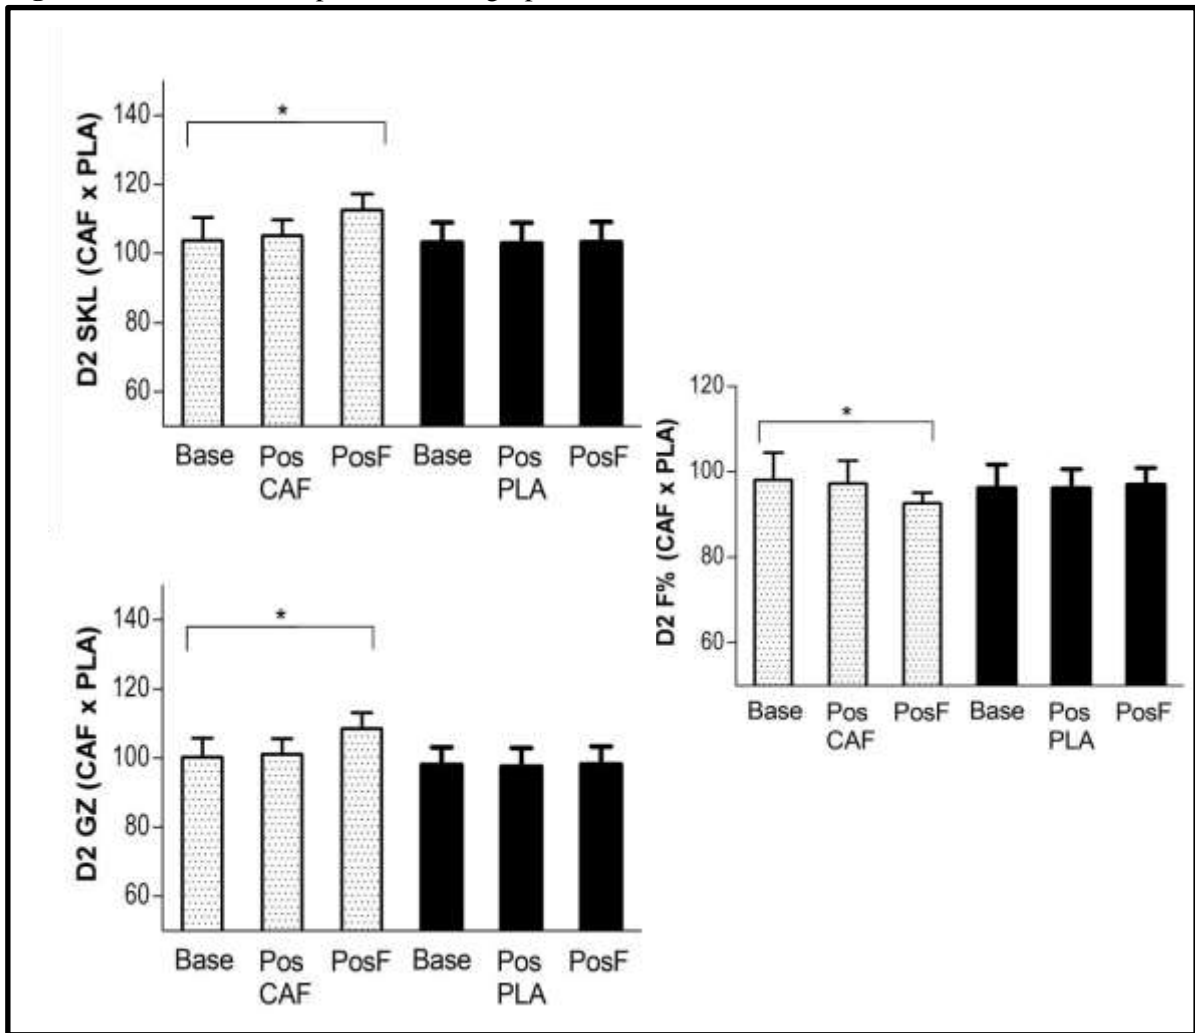 D2 SKL (CAF x PLA)
140
120
100
80
60
*
Base Pos CAF PosF Base Pos PLA PosF
D2 GZ (CAF x PLA)
140
120
100
80
60
*
Base Pos CAF PosF Base Pos PLA PosF
D2 F% (CAF x PLA)
120
100
80
60
*
Base Pos CAF PosF Base Pos PLA PosF